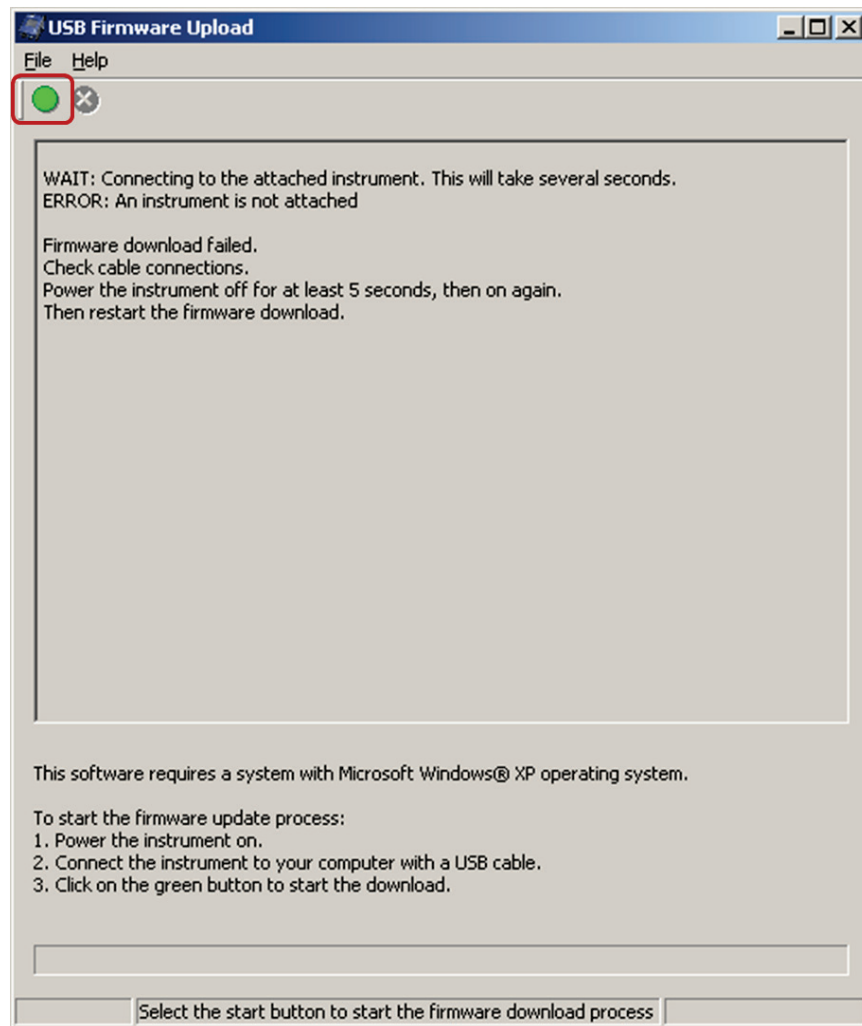 USB Firmware Upload
File Help
WAIT: Connecting to the attached instrument. This will take several seconds.
ERROR: An instrument is not attached
Firmware download failed.
Check cable connections.
Power the instrument off for at least 5 seconds, then on again.
Then restart the firmware download.
This software requires a system with Microsoft Windows® XP operating system.
To start the firmware update process:
1. Power the instrument on.
2. Connect the instrument to your computer with a USB cable.
3. Click on the green button to start the download.
Select the start button to start the firmware download process